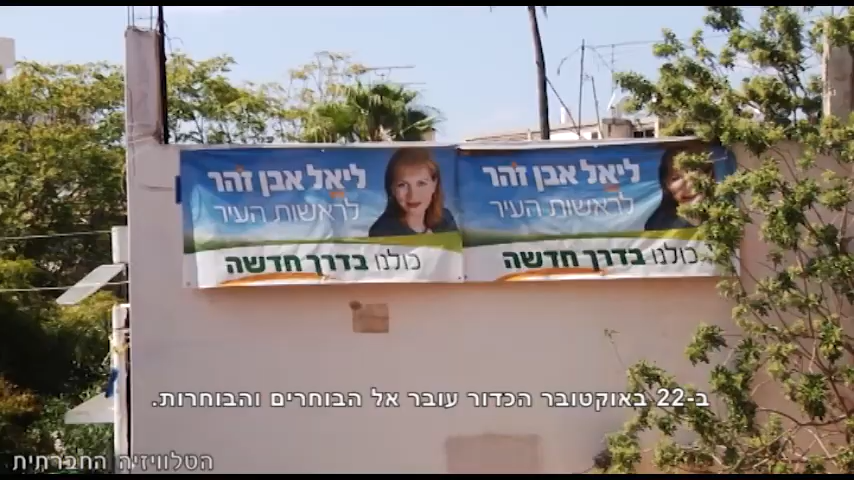 ליאל אבן זהר
לראשות העיר
כולנו בדרך חדשה
ליאל אבן זהר
לראשות העיר
כולנו בדרך חדשה
ב-22 באוקטובר הכדור עובר אל הבוחרים והבוחרות.
הטלוויזיה החברתית